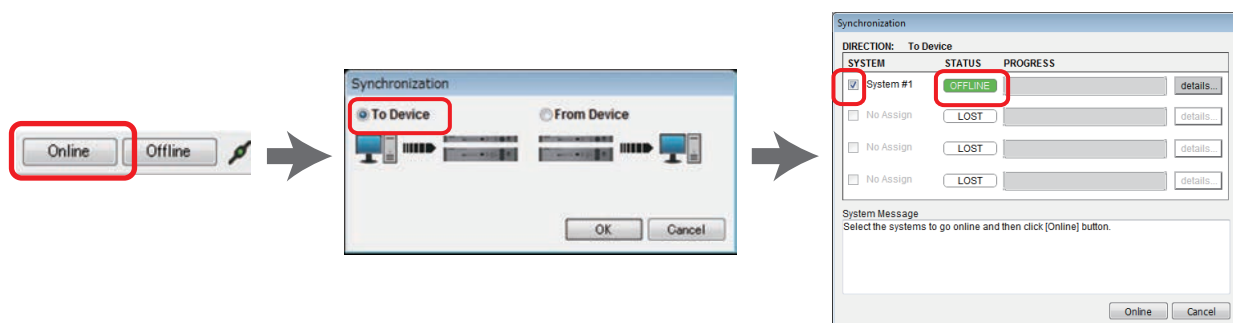 Online
Offline
Synchronization
To Device
From Device
OK
Cancel
Synchronization
DIRECTION: To Device
SYSTEM STATUS PROGRESS
System #1 OFFLINE details...
No Assign LOST details...
No Assign LOST details...
No Assign LOST details...
System Message
Select the systems to go online and then click [Online] button.
Online
Cancel